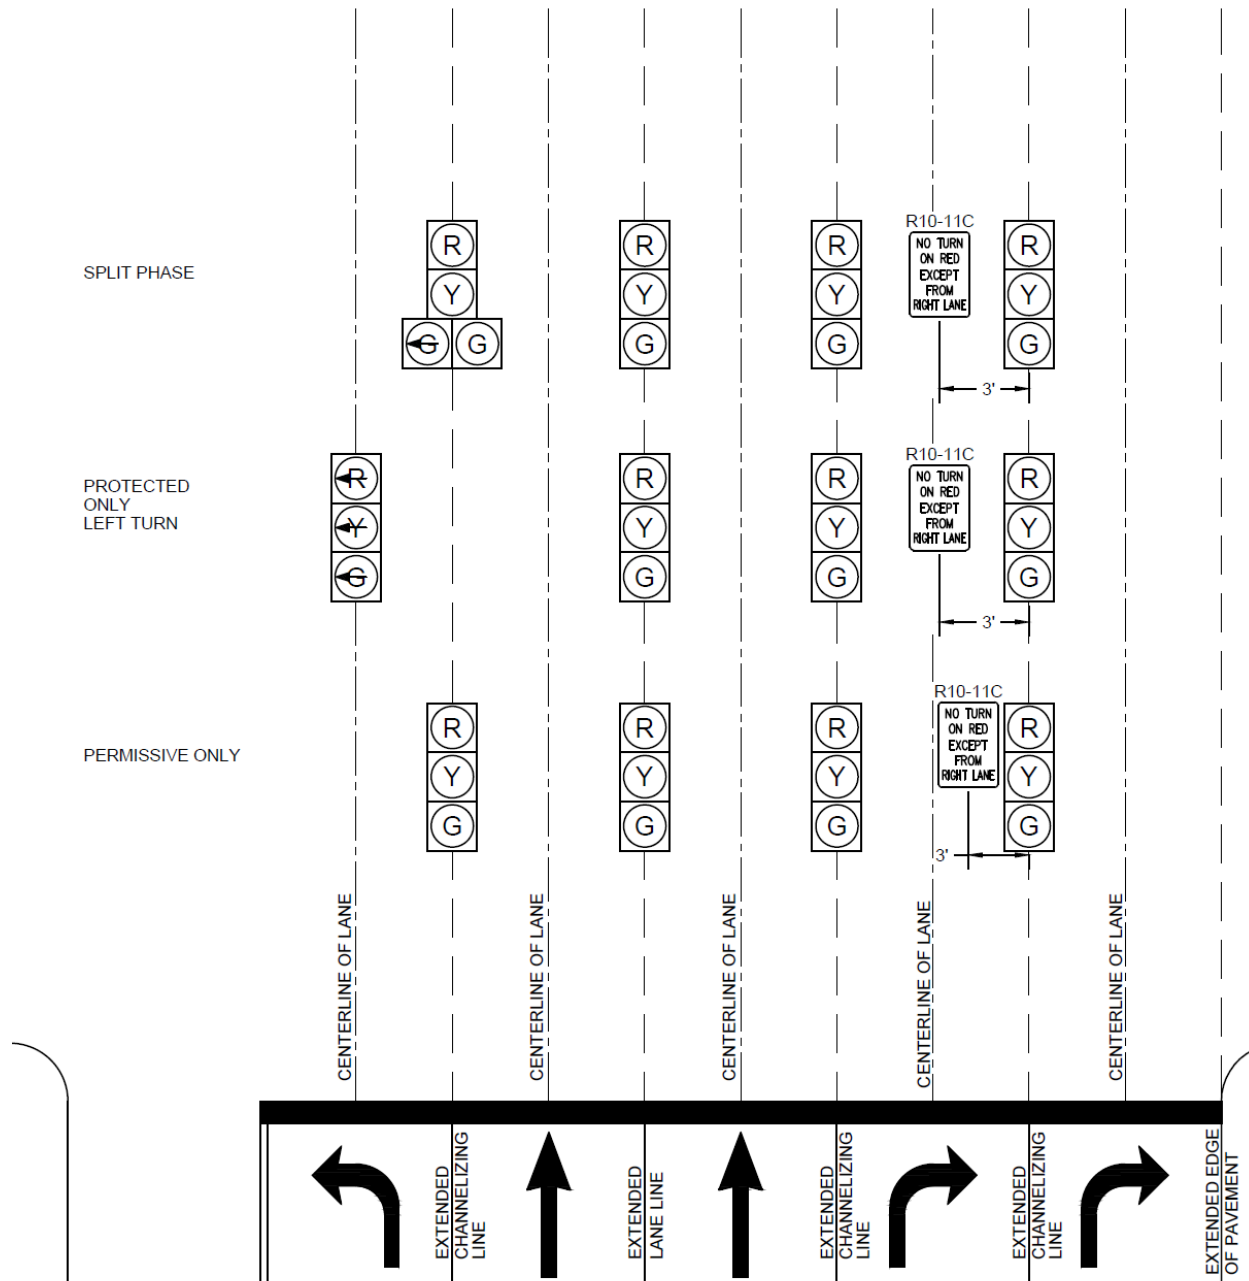 R10-11C
SPLIT PHASE
R
R
R
NO TURN
ON RED
EXCEPT
FROM
RIGHT LANE
R
Y
Y
Y
Y
G G
G
G
G
3'
R10-11C
PROTECTED
ONLY
LEFT TURN
R
R
R
NO TURN
ON RED
EXCEPT
FROM
RIGHT LANE
R
Y
Y
Y
Y
G
G
G
G
3'
R10-11C
PERMISSIVE ONLY
R
R
R
NO TURN
ON RED
EXCEPT
FROM
RIGHT LANE
R
Y
Y
Y
Y
G
G
G
G
3'
CENTERLINE OF LANE
CENTERLINE OF LANE
CENTERLINE OF LANE
CENTERLINE OF LANE
CENTERLINE OF LANE
EXTENDED
CHANNELIZING
LINE
EXTENDED
LANE LINE
EXTENDED
CHANNELIZING
LINE
EXTENDED
CHANNELIZING
LINE
EXTENDED EDGE
OF PAVEMENT